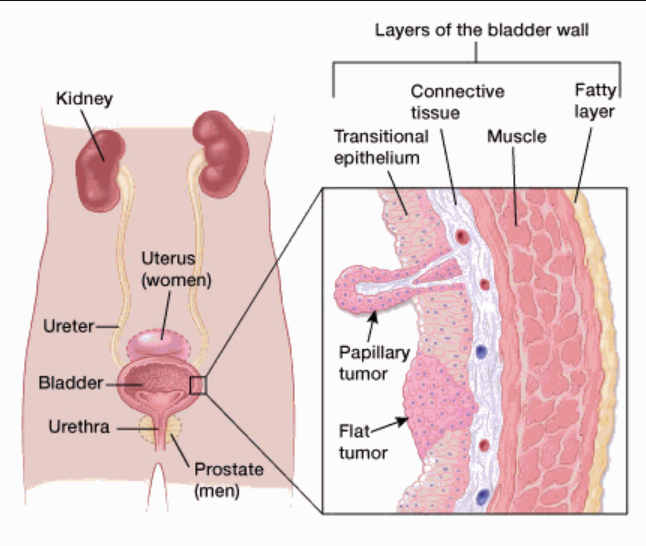 Layers of the bladder wall
Kidney
Connective
tissue
Fatty
layer
Transitional
epithelium
Muscle
Uterus
(women)
Ureter
Bladder
Urethra
Prostate
(men)
Papillary
tumor
Flat
tumor